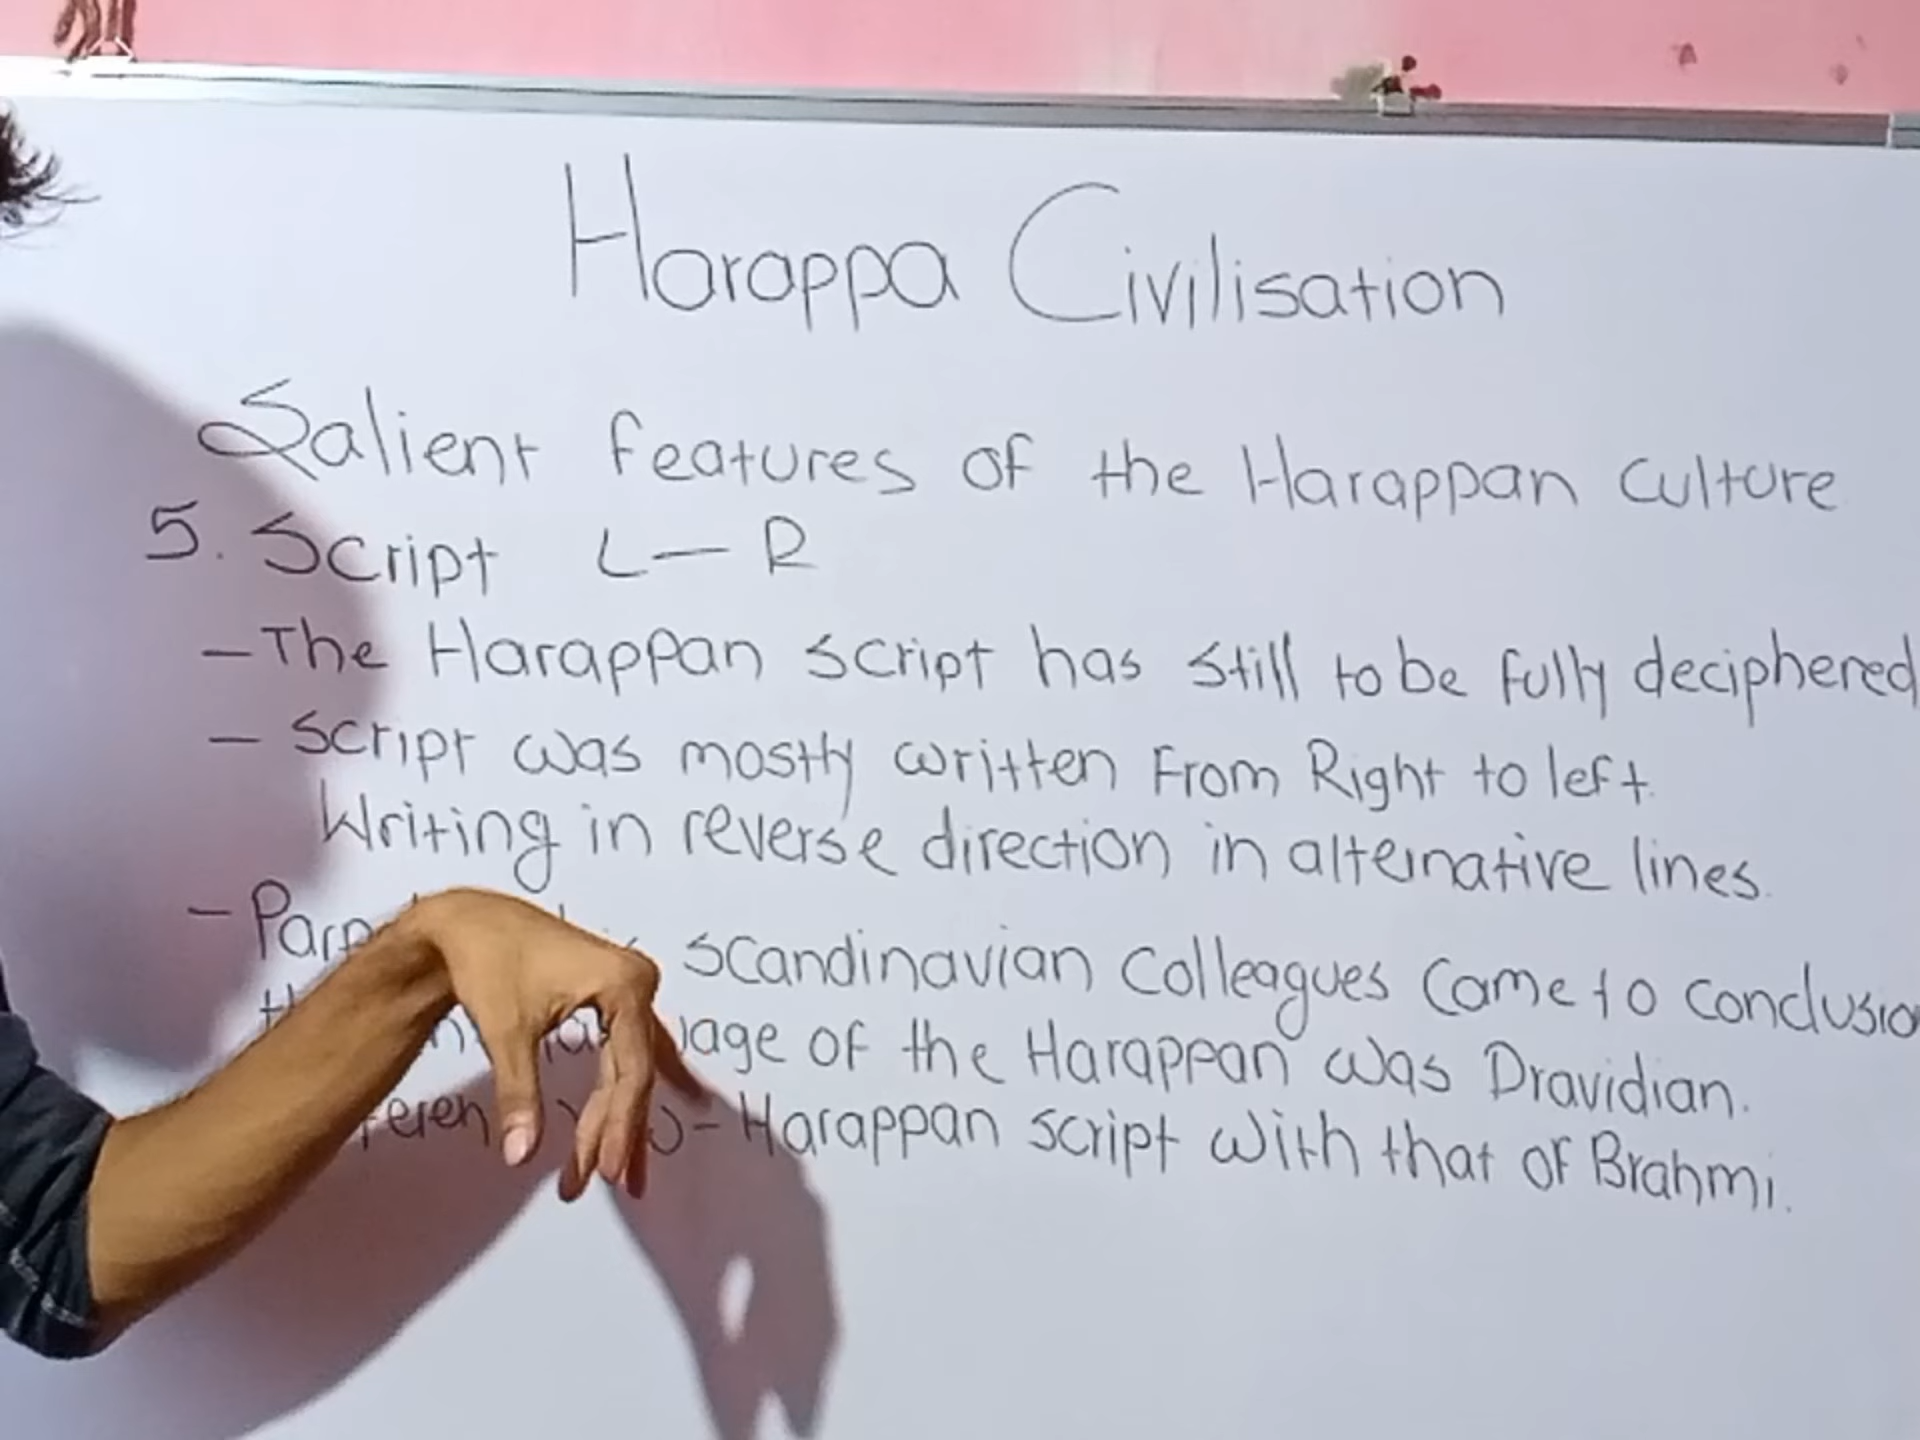 Harappa Civilisation
Salient features of the Harappan culture
5. Script L — R
- The Harappan script has still to be fully deciphered
- Script was mostly written From Right to left.
Writing in reverse direction in alternative lines.
- Scandinavian Colleagues Came to
of the Harappan was Dravidian.
- Harappan script with that of Brahmi.